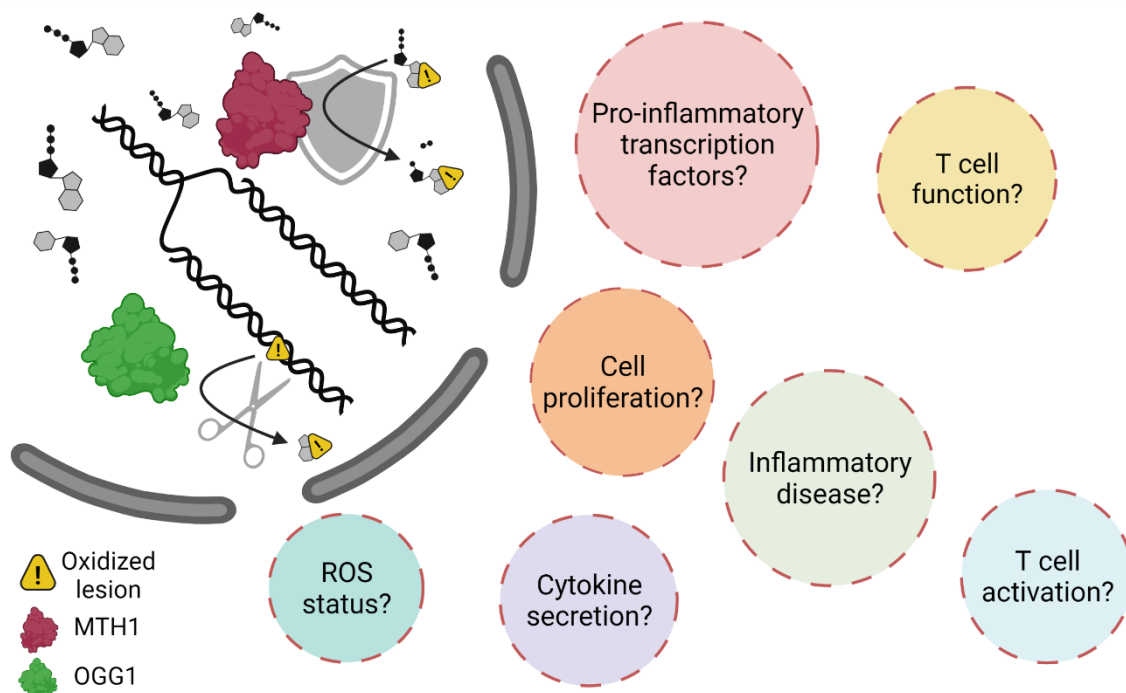 Pro-inflammatory
transcription
factors?
T cell
function?
Cell
proliferation?
Inflammatory
disease?
ROS
status?
Cytokine
secretion?
T cell
activation?
Oxidized
lesion
MTH1
OGG1